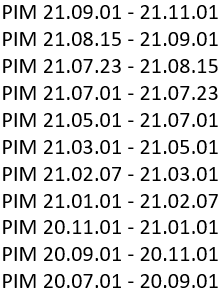 PIM 21.09.01 - 21.11.01
PIM 21.08.15 - 21.09.01
PIM 21.07.23 - 21.08.15
PIM 21.07.01 - 21.07.23
PIM 21.05.01 - 21.07.01
PIM 21.03.01 - 21.05.01
PIM 21.02.07 - 21.03.01
PIM 21.01.01 - 21.02.07
PIM 20.11.01 - 21.01.01
PIM 20.09.01 - 20.11.01
PIM 20.07.01 - 20.09.01